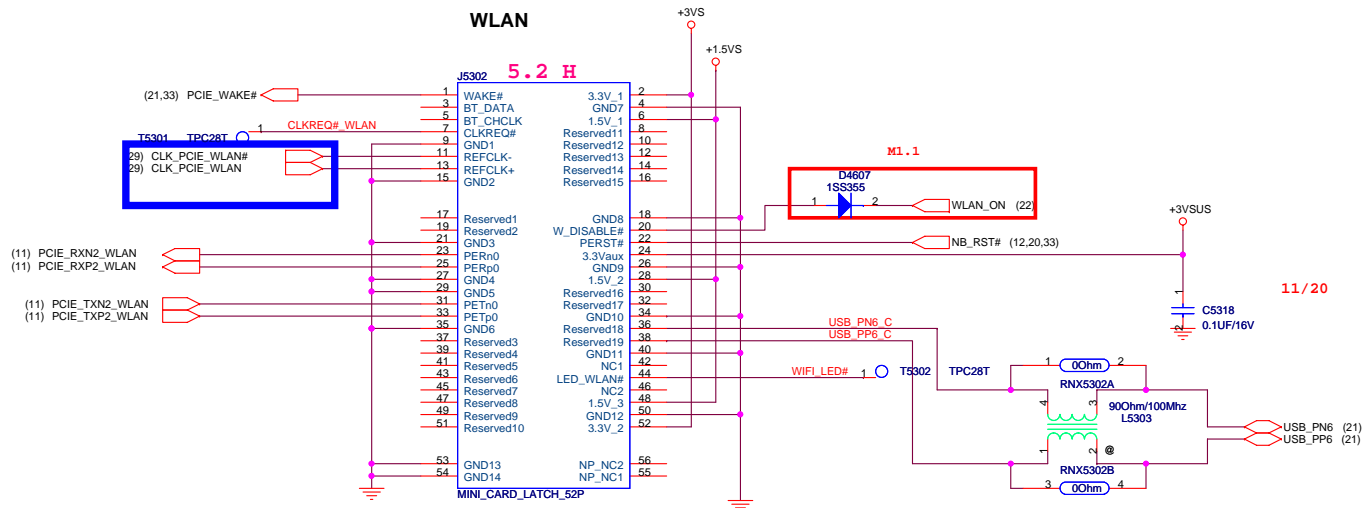 WLAN
+3VS
+1.5VS
5.2 H
J5302
(21,33) PCIE_WAKE#
1 WAKE# 3.3V_1 2
3 BT_DATA GND7 4
5 BT_CHCLK 1.5V_1 6
T5301 TPC28T 1 CLKREQ#_WLAN
7 CLKREQ# Reserved11 8
9 GND1 Reserved10 10
29) CLK_PCIE_WLAN# 11 REFCLK- Reserved13 12
29) CLK_PCIE_WLAN 13 REFCLK+ Reserved14 14
15 GND2 Reserved15 16
M1.1
D4607
1SS355
1 2 WLAN_ON (22)
17 Reserved1 GND8 18
19 Reserved2 W_DISABLE# 20
21 GND3 PERST# 22 NB_RST# (12,20,33)
+3VSUS
(11) PCIE_RXN2_WLAN 23 PERn0 3.3Vaux 24
(11) PCIE_RXP2_WLAN 25 PERp0 GND9 26
27 GND4 1.5V_2 28
29 GND5 Reserved16 30
(11) PCIE_TXN2_WLAN 31 PETn0 Reserved17 32
(11) PCIE_TXP2_WLAN 33 PETp0 GND10 34
35 GND6 Reserved18 36 USB_PN6_C
37 Reserved3 Reserved19 38 USB_PP6_C
39 Reserved4 GND11 40
41 Reserved5 NC1 42
43 Reserved6 LED_WLAN# 44 WIFI_LED# 1 T5302 TPC28T
45 Reserved7 NC2 46
47 Reserved8 1.5V_3 48
49 Reserved9 GND12 50
51 Reserved10 3.3V_2 52
53 GND13 NP_NC2 56
54 GND14 NP_NC1 55
MINI_CARD_LATCH_52P
11/20
1
C5318
0.1UF/16V
2
1 0Ohm 2
RNX5302A
4 3
90Ohm/100Mhz
L5303
1 2 @
RNX5302B
3 0Ohm 4
USB_PN6 (21)
USB_PP6 (21)